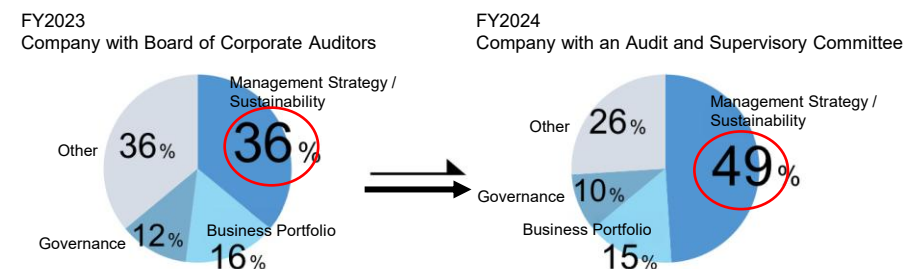 FY2023
Company with Board of Corporate Auditors
Management Strategy /
Sustainability
36%
Other 36%
Governance 12%
Business Portfolio
16%
FY2024
Company with an Audit and Supervisory Committee
Management Strategy /
Sustainability
49%
Other 26%
Governance 10%
Business Portfolio
15%